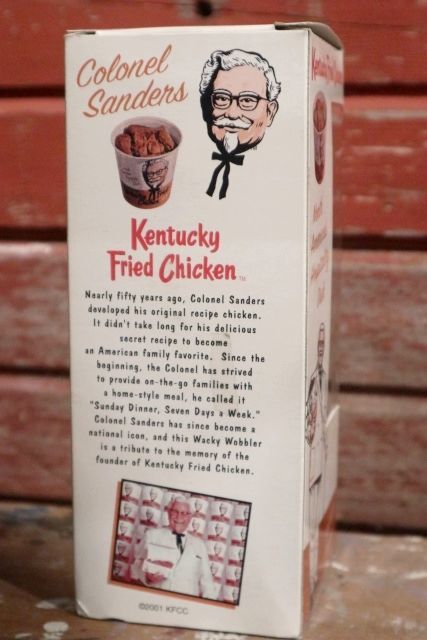 Colonel
Sanders
Kentucky
Fried Chicken TM
Nearly fifty years ago, Colonel Sanders
developed his original recipe chicken.
It didn't take long for his delicious
secret recipe to become
an American family favorite. Since the
beginning, the Colonel has strived
to provide on-the-go families with
a home-style meal, he called it
"Sunday Dinner, Seven Days a Week."
Colonel Sanders has since become a
national icon, and this Wacky Wobbler
is a tribute to the memory of the
founder of Kentucky Fried Chicken.
©2001 KFCC